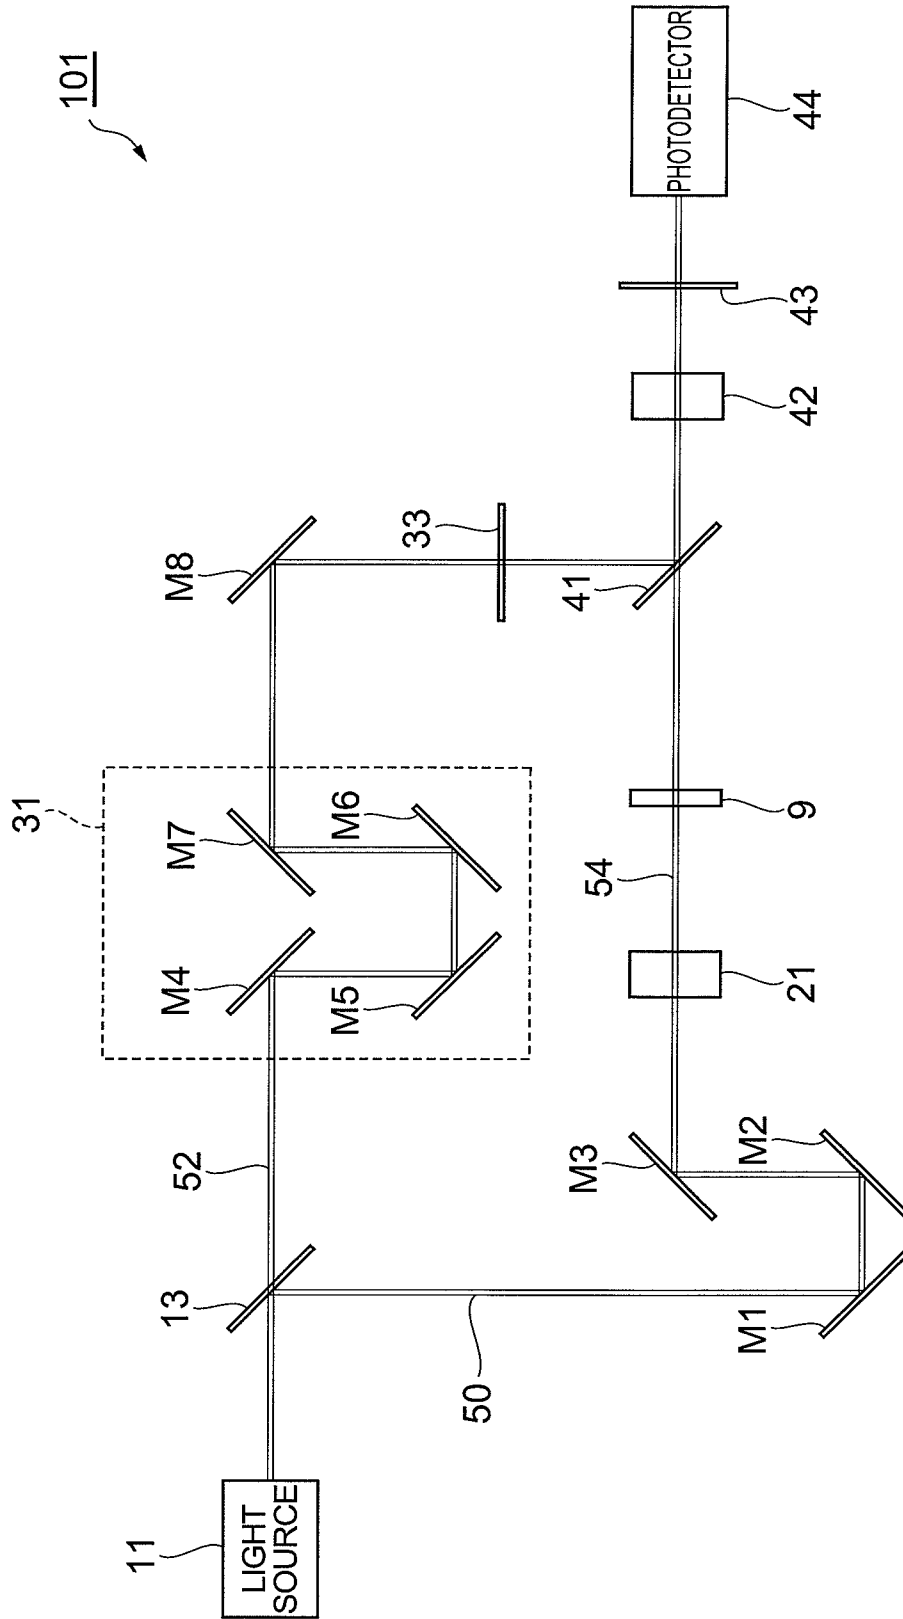 101
31
M8
M7
M4
M6
M5
33
52
13
11
LIGHT
SOURCE
50
M3
M2
M1
41
54
21
9
42
43
PHOTODETECTOR
44